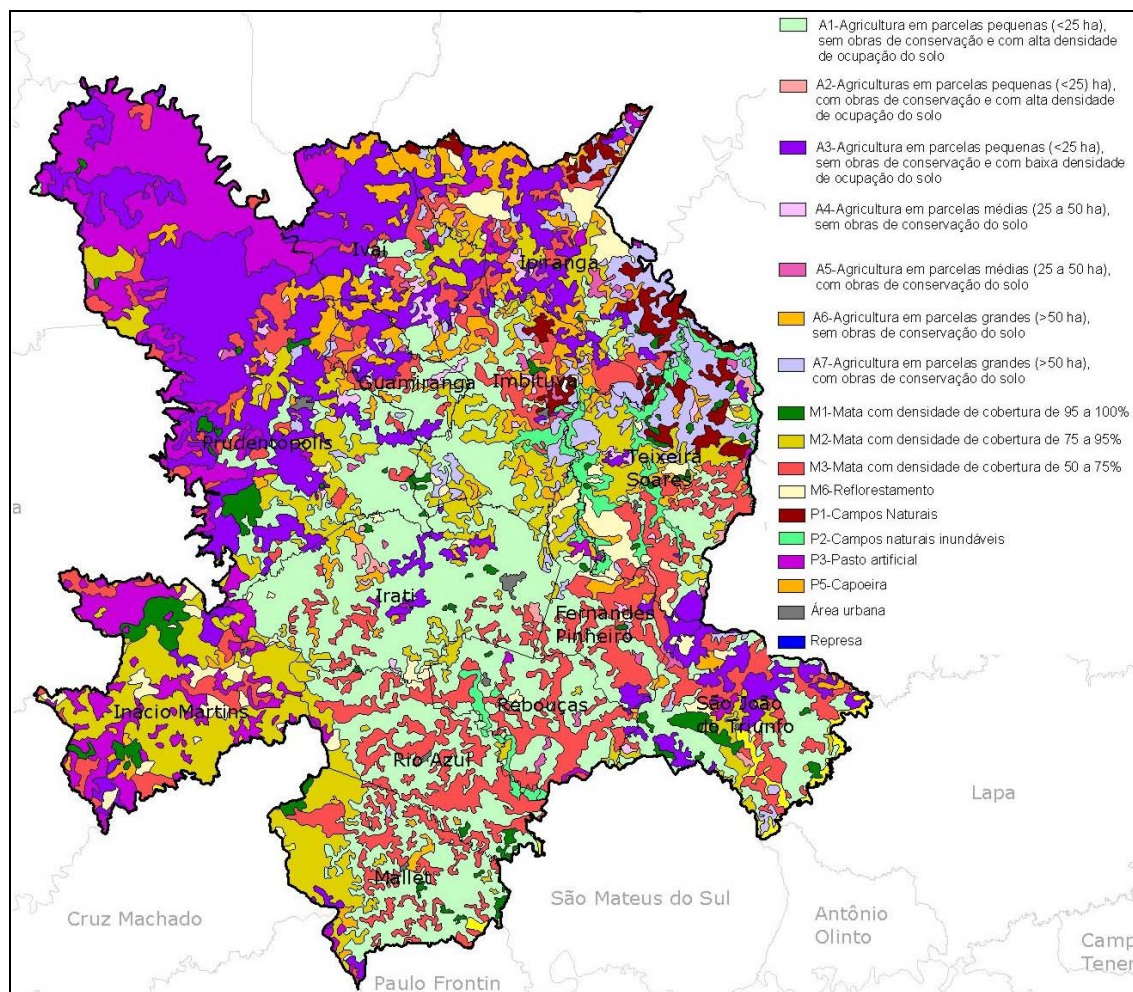 A1-Agricultura em parcelas pequenas (<25 ha),
sem obras de conservação e com alta densidade
de ocupação do solo
A2-Agriculturas em parcelas pequenas (<25) ha),
com obras de conservação e com alta densidade
de ocupação do solo
A3-Agricultura em parcelas pequenas (<25 ha),
sem obras de conservação e com baixa densidade
de ocupação do solo
A4-Agricultura em parcelas médias (25 a 50 ha),
sem obras de conservação do solo
A5-Agricultura em parcelas médias (25 a 50 ha),
com obras de conservação do solo
A6-Agricultura em parcelas grandes (>50 ha),
sem obras de conservação do solo
A7-Agricultura em parcelas grandes (>50 ha),
com obras de conservação do solo
M1-Mata com densidade de cobertura de 95 a 100%
M2-Mata com densidade de cobertura de 75 a 95%
M3-Mata com densidade de cobertura de 50 a 75%
M6-Reflorestamento
P1-Campos Naturais
P2-Campos naturais inundáveis
P3-Pasto artificial
P5-Capoeira
Área urbana
Represa
Ivaí
Ipiranga
Guamiranga
Imbituva
Prudentópolis
Teixeira
Soares
Irati
Fernandes
Pinheiro
Inácio Martins
Rebouças
São João
do Triunfo
Rio Azul
Mallet
Lapa
Cruz Machado
São Mateus do Sul
Antônio
Olinto
Paulo Frontin
Camp
Tener
a